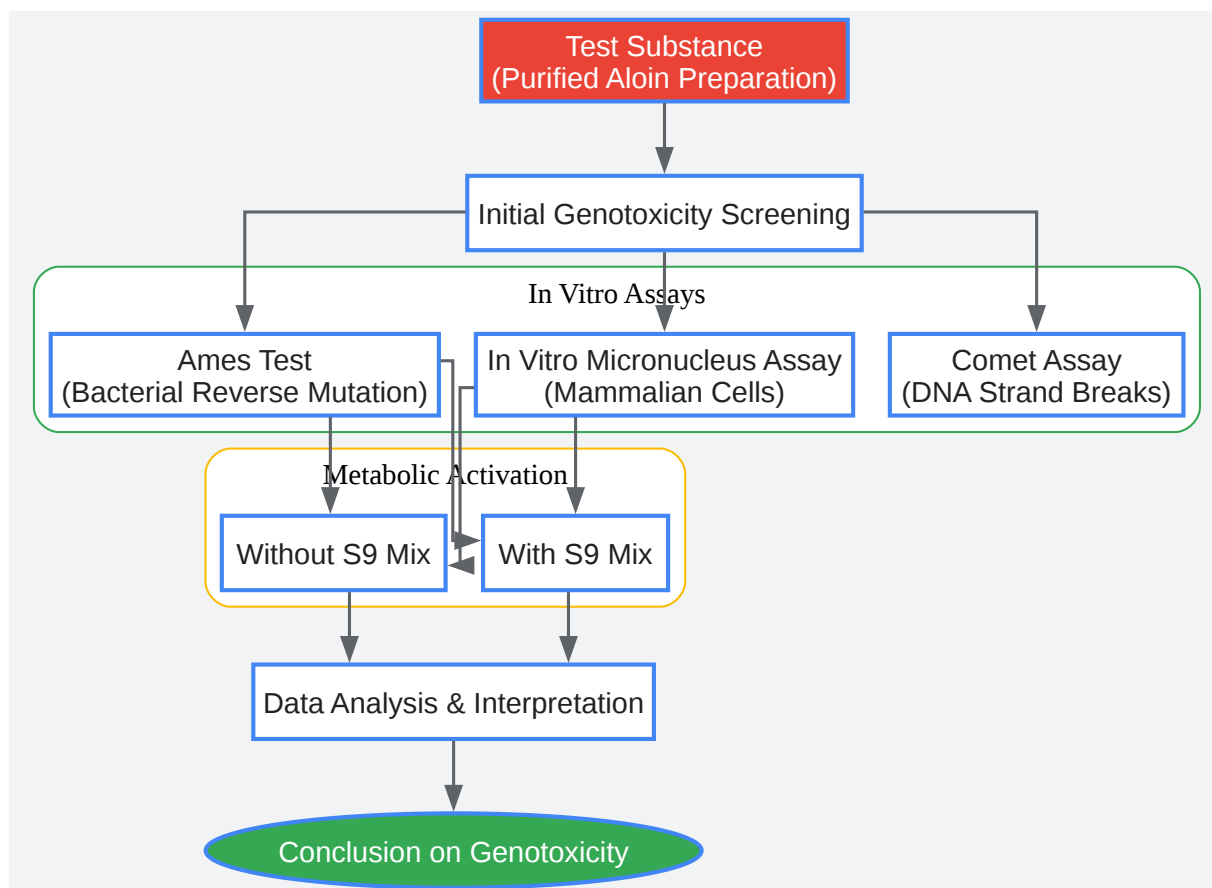 Test Substance
(Purified Aloin Preparation)
Initial Genotoxicity Screening
In Vitro Assays
Ames Test
(Bacterial Reverse Mutation)
In Vitro Micronucleus Assay
(Mammalian Cells)
Comet Assay
(DNA Strand Breaks)
Metabolic Activation
Without S9 Mix
With S9 Mix
Data Analysis & Interpretation
Conclusion on Genotoxicity